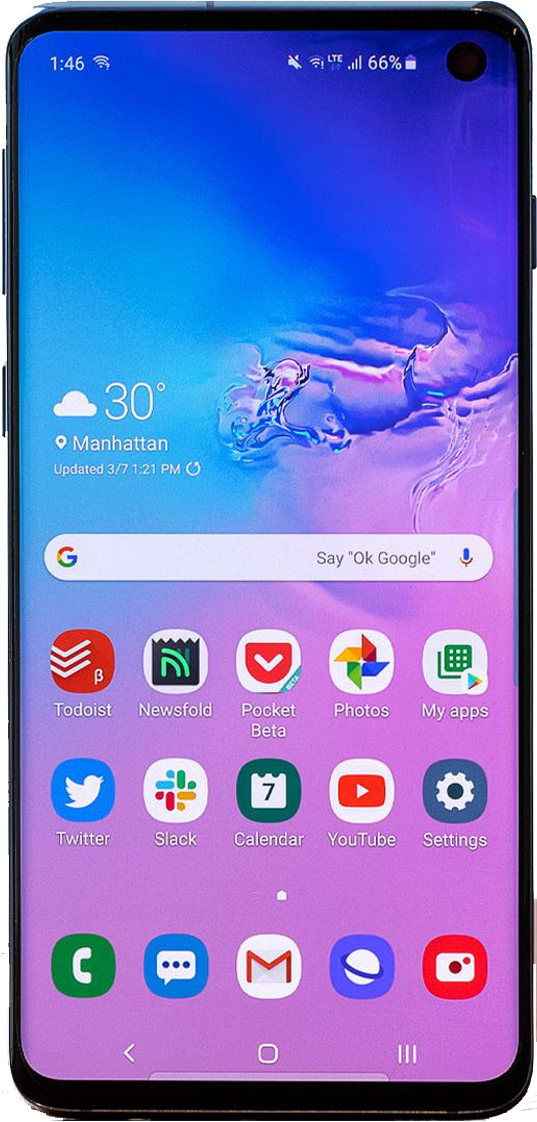 1:46 LTE 66%
30°
Manhattan
Updated 3/7 1:21 PM
G Say "Ok Google"
β BETA
Todoist Newsfold Pocket Beta Photos My apps
7
Twitter Slack Calendar YouTube Settings